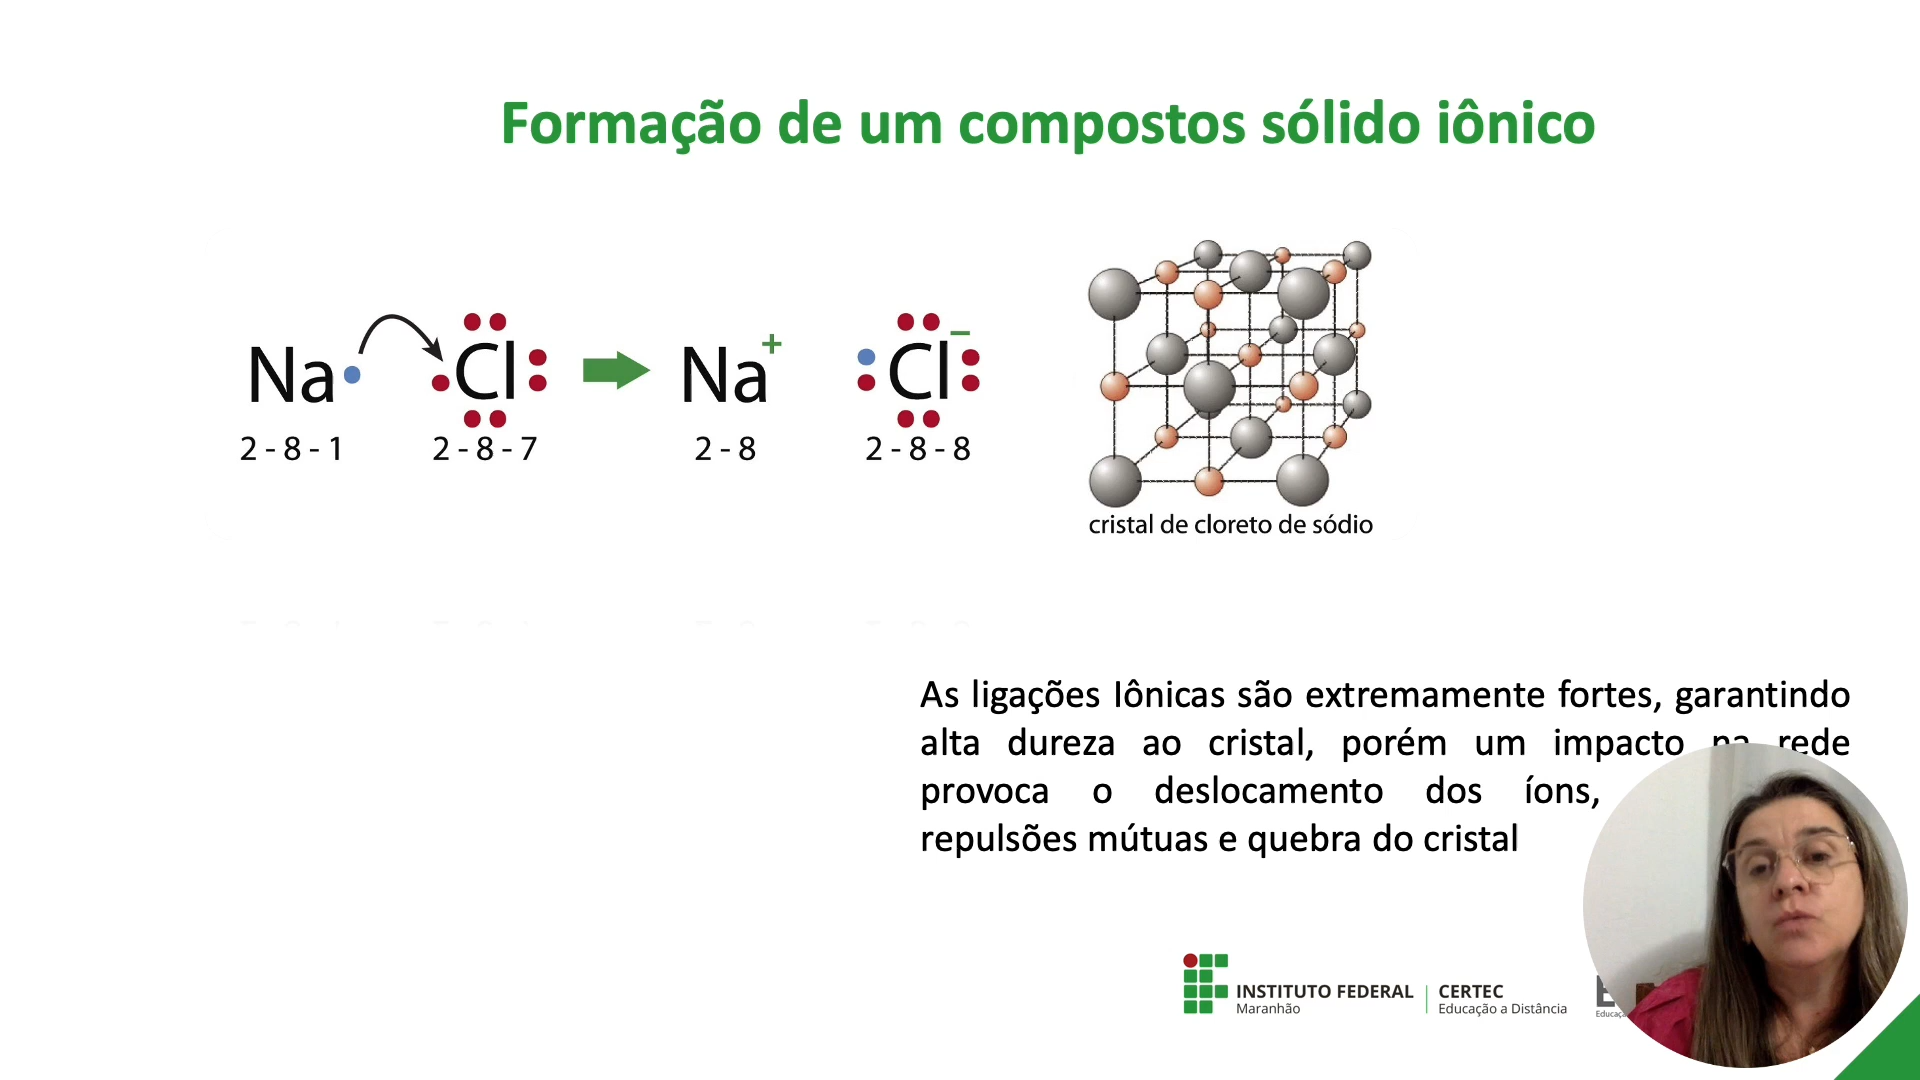 Formação de um compostos sólido iônico
Na Cl Na+ Cl–
2 - 8 - 1 2 - 8 - 7 2 - 8 2 - 8 - 8
cristal de cloreto de sódio
As ligações Iônicas são extremamente fortes, garantindo
alta dureza ao cristal, porém um impacto na rede
provoca o deslocamento dos íons,
repulsões mútuas e quebra do cristal
INSTITUTO FEDERAL
Maranhão
CERTEC
Educação a Distância